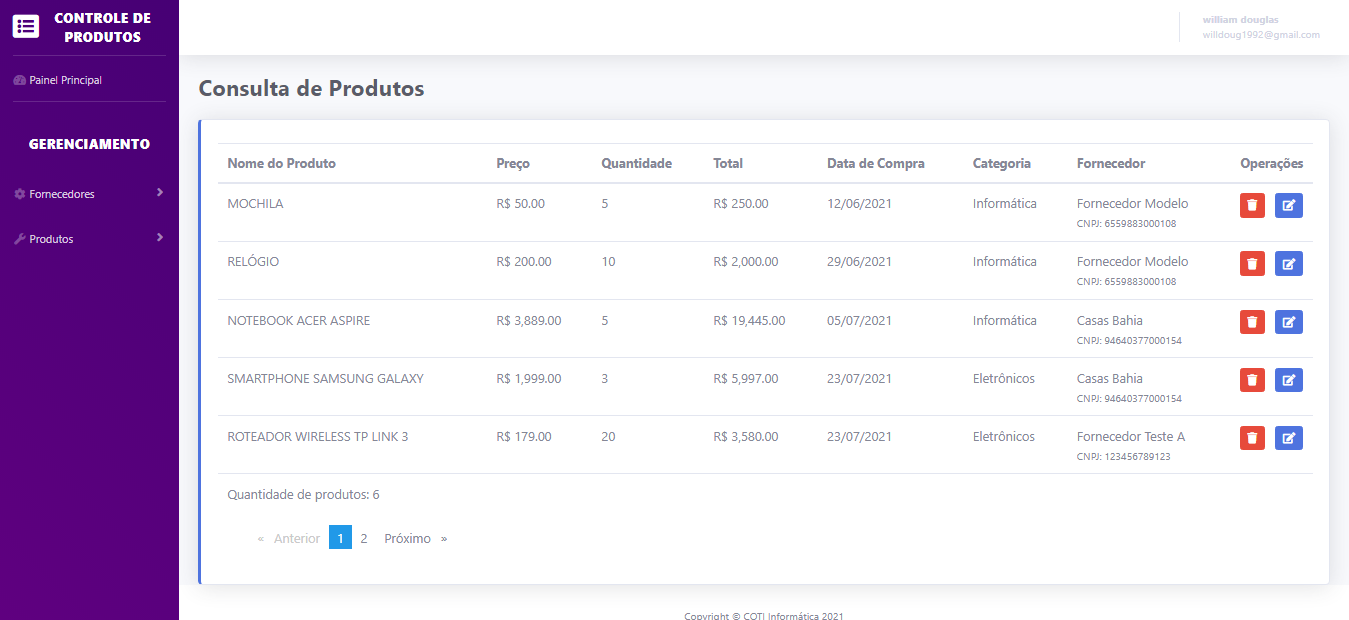 CONTROLE DE
PRODUTOS
william douglas
willdoug1992@gmail.com
Painel Principal
GERENCIAMENTO
Fornecedores
Produtos
Consulta de Produtos
Nome do Produto Preço Quantidade Total Data de Compra Categoria Fornecedor Operações
MOCHILA R$ 50.00 5 R$ 250.00 12/06/2021 Informática Fornecedor Modelo
CNPJ: 6559883000108
RELÓGIO R$ 200.00 10 R$ 2,000.00 29/06/2021 Informática Fornecedor Modelo
CNPJ: 6559883000108
NOTEBOOK ACER ASPIRE R$ 3,889.00 5 R$ 19,445.00 05/07/2021 Informática Casas Bahia
CNPJ: 94640377000154
SMARTPHONE SAMSUNG GALAXY R$ 1,999.00 3 R$ 5,997.00 23/07/2021 Eletrônicos Casas Bahia
CNPJ: 94640377000154
ROTEADOR WIRELESS TP LINK 3 R$ 179.00 20 R$ 3,580.00 23/07/2021 Eletrônicos Fornecedor Teste A
CNPJ: 123456789123
Quantidade de produtos: 6
« Anterior 1 2 Próximo »
Copyright © COTI Informática 2021